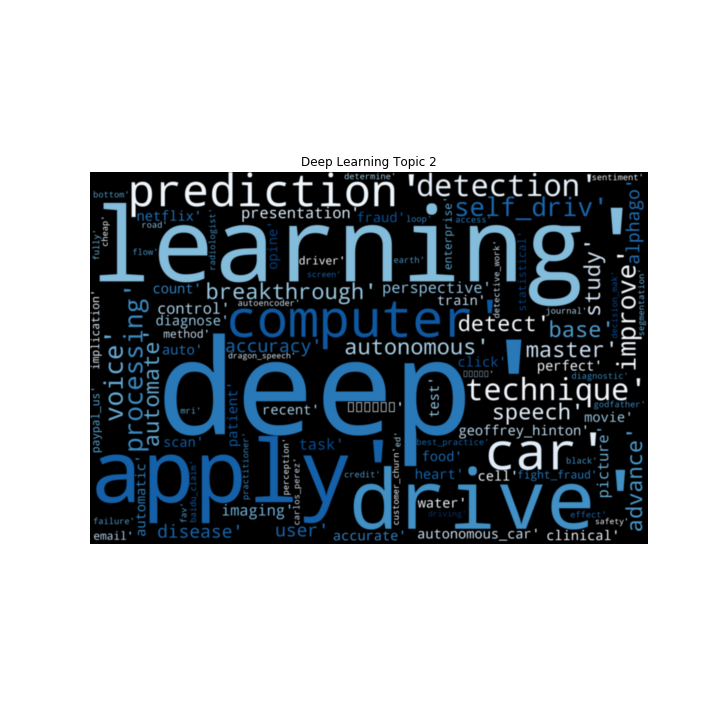 Deep Learning Topic 2
bottom'
prediction'
determine'
detection'
sentiment'
cheap'
netflix'
road'
presentation'
fraud'
loop'
self_driv'
access'
alphago'
learning'
fully'
flow'
radiologist'
opine'
driver'
screen'
earth'
enterprise'
detective_work'
statistical'
study'
decision_mak'
improve'
segmentation'
count'
breakthrough'
perspective'
autoencoder'
train'
journal'
implication'
voice'
processing'
control'
diagnose'
method'
computer'
detect'
base'
automate'
auto'
accuracy'
dragon_speech'
autonomous'
click'
master'
perfect'
diagnostic'
deep'
technique'
paypal_us'
mri'
patient'
recent'
test'
speech'
godfather'
movie'
geoffrey_hinton'
scan'
practitioner'
task'
best_practice'
food'
car'
black'
picture'
advance'
apply'
automatic'
baidu_claim'
fav'
perception'
carlos_perez'
credit'
customer_churn'
ed'
heart'
cell'
fight_fraud'
drive'
water'
driving'
effect'
safety'
failure'
imaging'
email'
disease'
user'
accurate'
autonomous_car'
clinical'